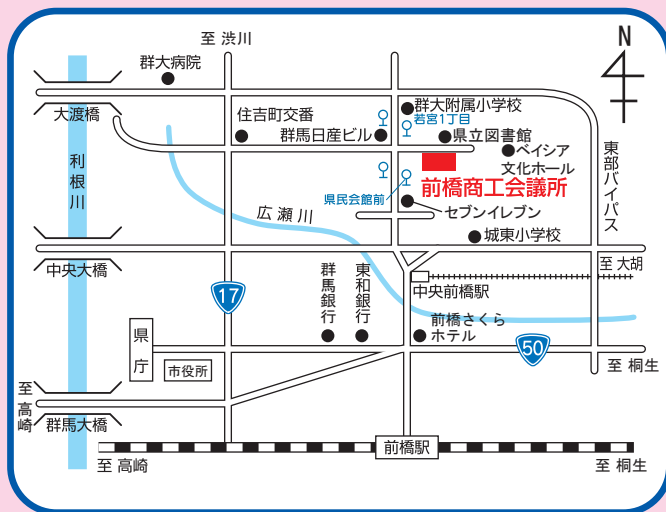 至 渋川
N
群大病院
大渡橋
住吉町交番
群大附属小学校
若宮1丁目
群馬日産ビル
県立図書館
ベイシア
文化ホール
東部バイパス
利根川
前橋商工会議所
県民会館前
広瀬川
セブンイレブン
城東小学校
至 大胡
中央大橋
17
群馬銀行
東和銀行
中央前橋駅
前橋さくら
ホテル
50
県庁
市役所
至 桐生
至 高崎
群馬大橋
前橋駅
至 高崎
至 桐生